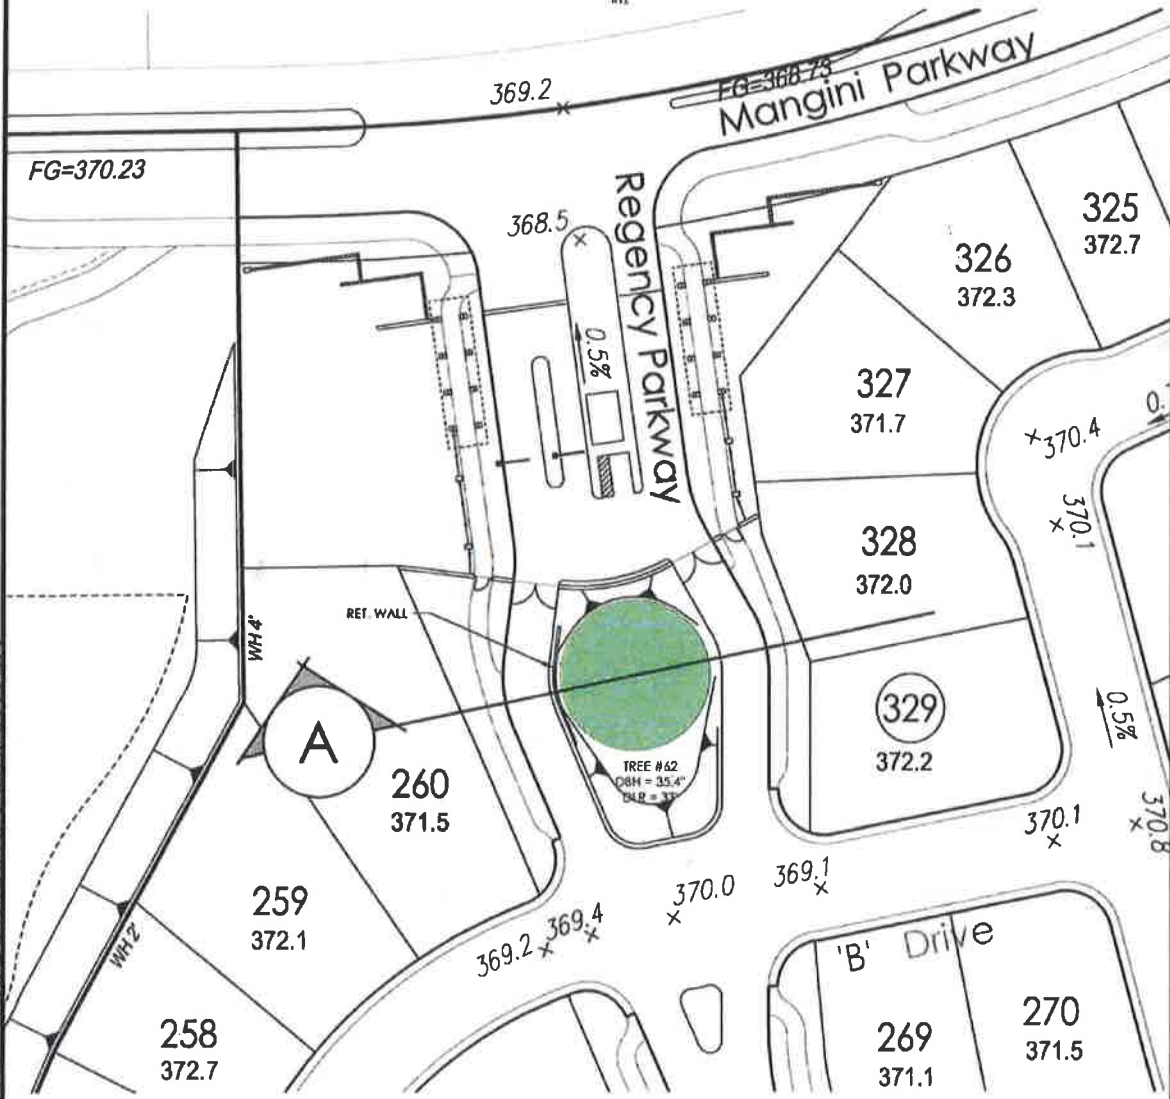 369.2
FG=368.73
Mangini Parkway
FG=370.23
368.5
Regency Parkway
0.5%
325
372.7
326
372.3
327
371.7
370.4
370.1
328
372.0
RET. WALL
WH 4'
A
329
372.2
0.5%
260
371.5
TREE #62
DBH = 35.4"
DLR = 33'
370.1
370.8
259
372.1
370.0
369.1
369.4
369.2
WH 2'
'B' Drive
258
372.7
269
371.1
270
371.5